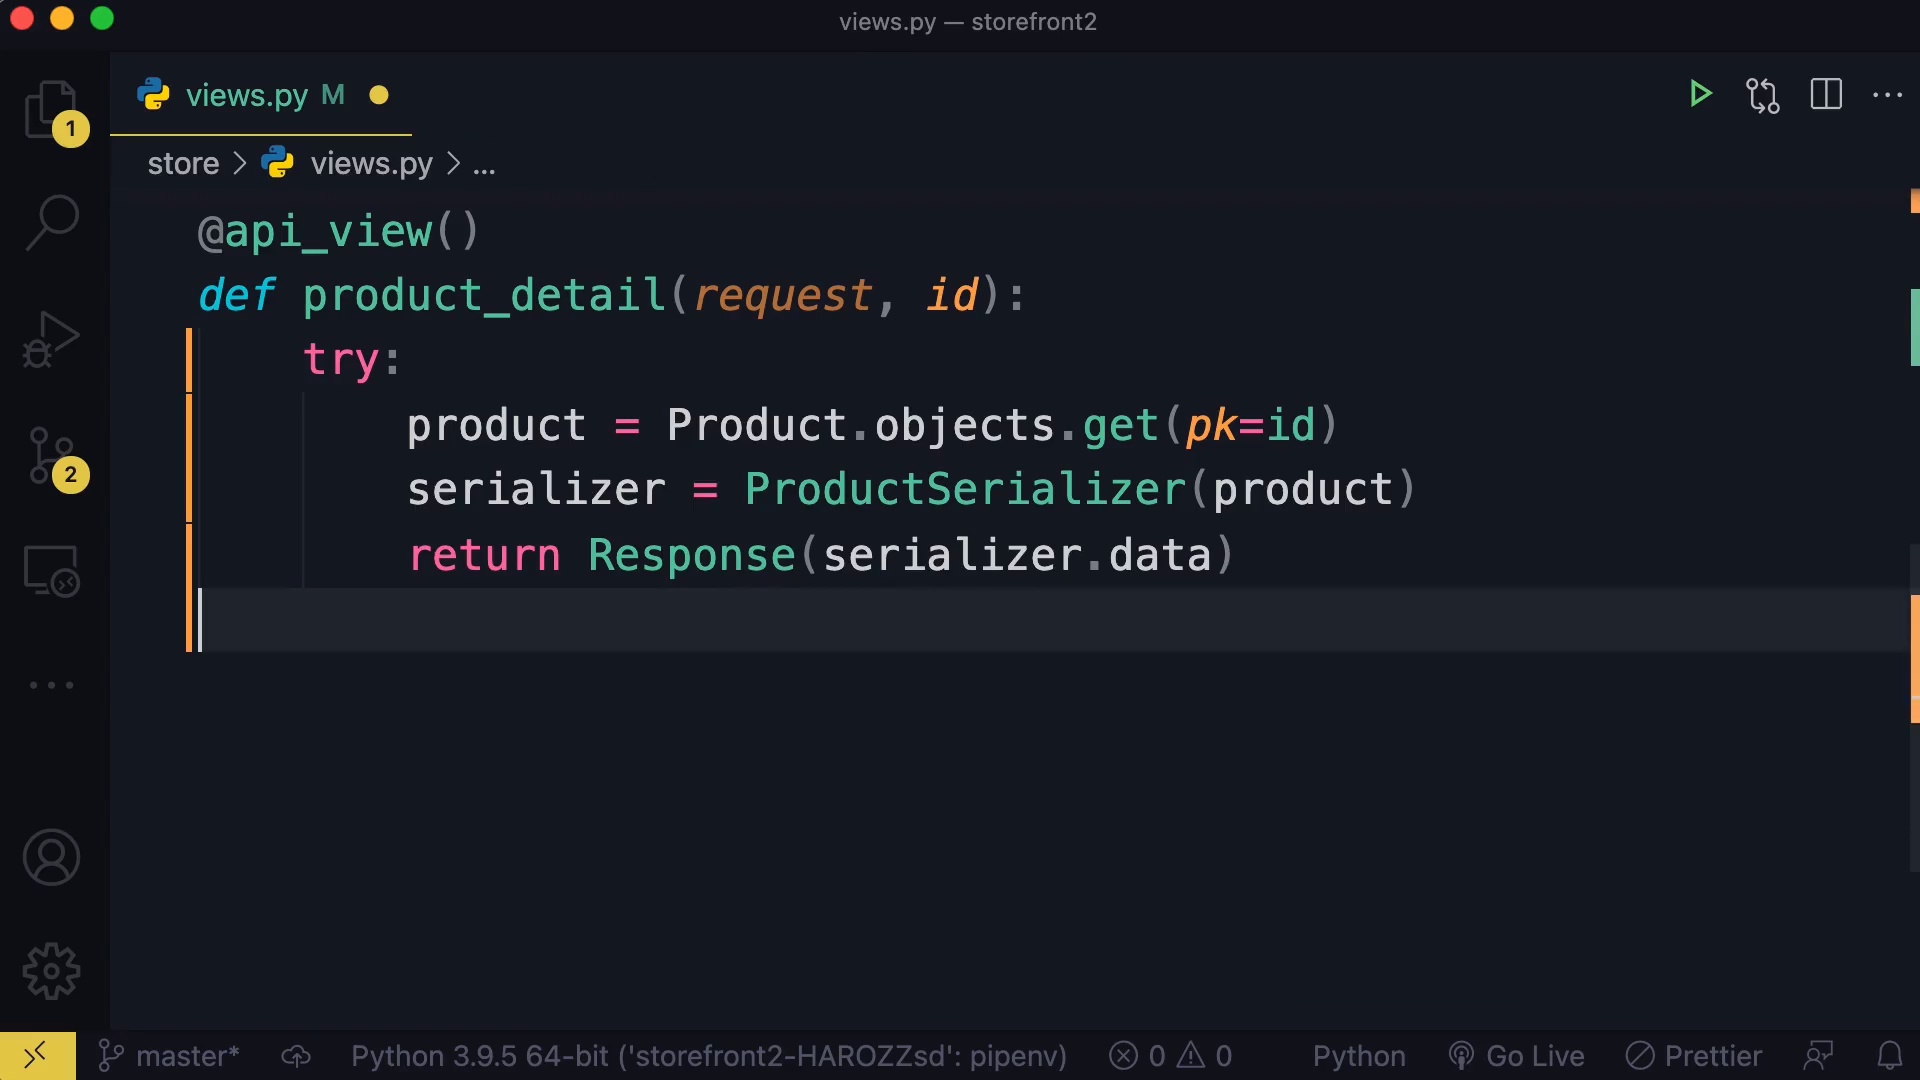 views.py — storefront2
views.py M
1
store > views.py > ...
@api_view()
def product_detail(request, id):
    try:
        product = Product.objects.get(pk=id)
        serializer = ProductSerializer(product)
        return Response(serializer.data)
2
master* Python 3.9.5 64-bit ('storefront2-HAROZZsd': pipenv) 0 0 Python Go Live Prettier